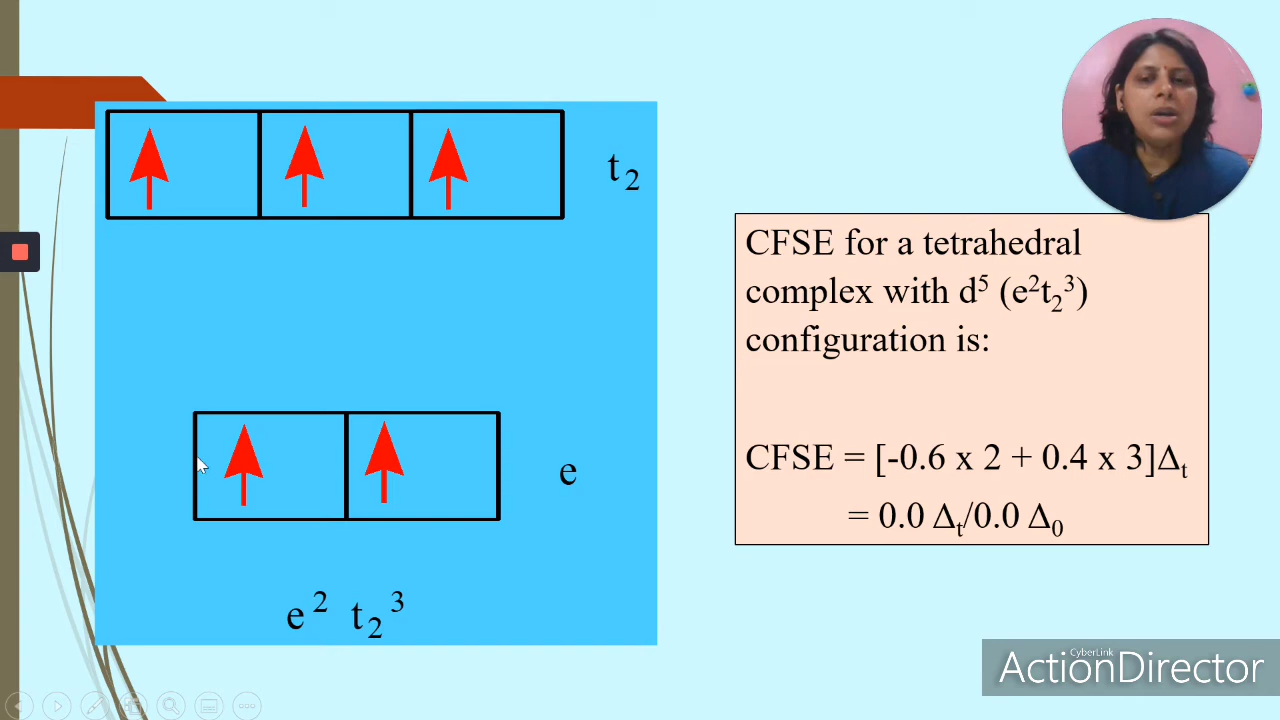 t₂
e
e² t₂³
CFSE for a tetrahedral
complex with d⁵ (e²t₂³)
configuration is:
CFSE = [-0.6 x 2 + 0.4 x 3]Δₜ
= 0.0 Δₜ/0.0 Δ₀
CyberLink
ActionDirector